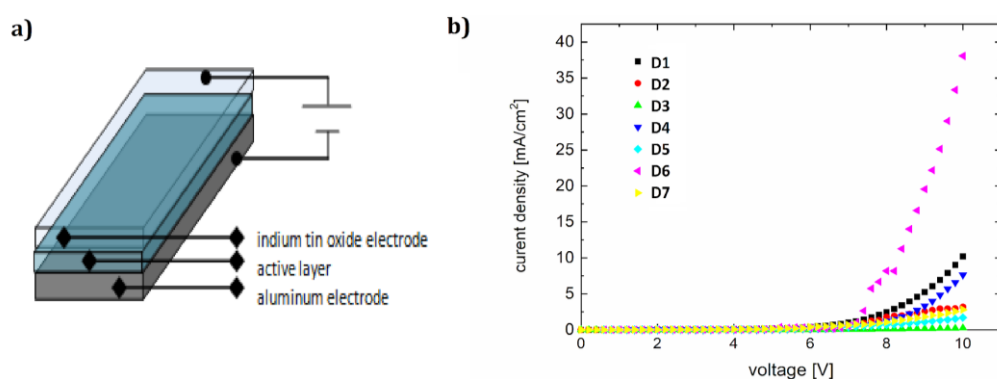 a)
indium tin oxide electrode
active layer
aluminum electrode
b)
curent density [mA/cm²]
40
35
30
25
20
15
10
5
0
D1
D2
D3
D4
D5
D6
D7
0 2 4 6 8 10
voltage [V]